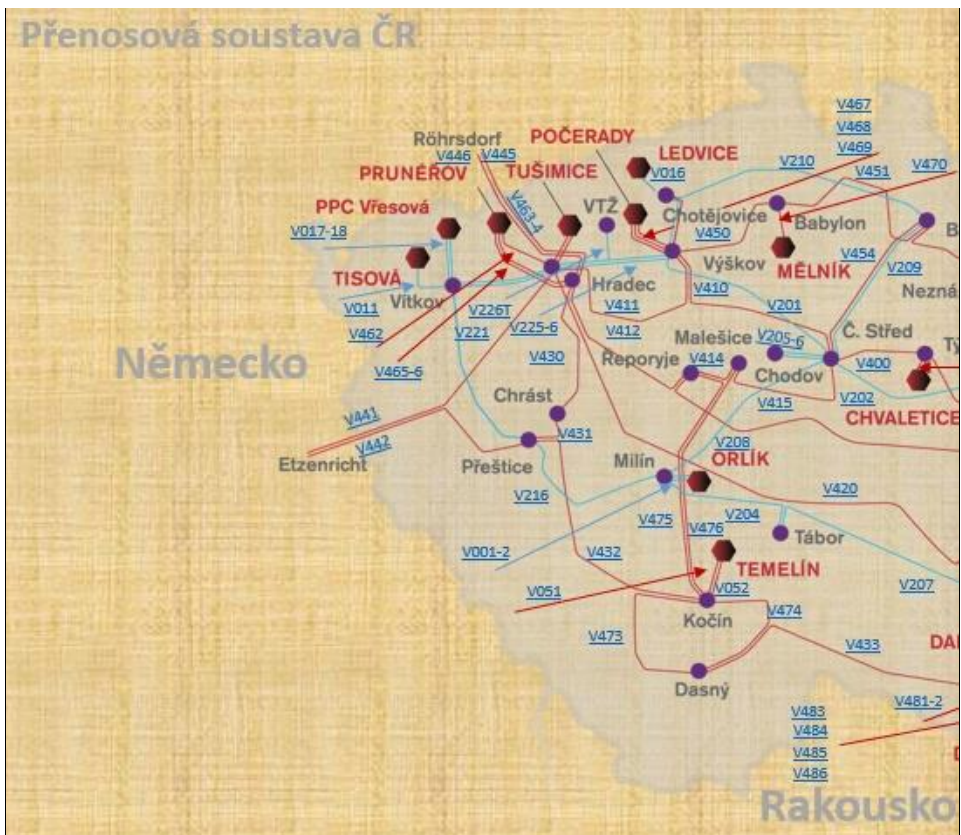 Přenosová soustava ČR
V467
V468
V469
V470
POČERADY
Röhrsdorf
V446
V445
LEDVICE
V016
V210
V451
PRUNÉŘOV
TUŠIMICE
PPC Vřesová
V463-4
VTŽ
Chotějovice
Babylon
B
V017-18
V450
Výškov
V454
TISOVÁ
MĚLNÍK
V209
Hradec
V410
Nezná
V011
Vítkov
V226T
V411
V201
V462
V221
V225-6
V412
Malešice
V205-6
Č. Střed
Tý
V430
Řeporyje
V414
Chodov
V400
Německo
V465-6
V415
V202
Chrást
CHVALETICE
V441
V431
V442
V208
Etzenricht
Přeštice
Milín
ORLÍK
V216
V420
V475
V476
V204
Tábor
V001-2
V432
TEMELÍN
V051
V052
V207
Kočín
V474
V473
V433
DAL
Dasný
V481-2
V483
V484
V485
V486
D
Rakousko